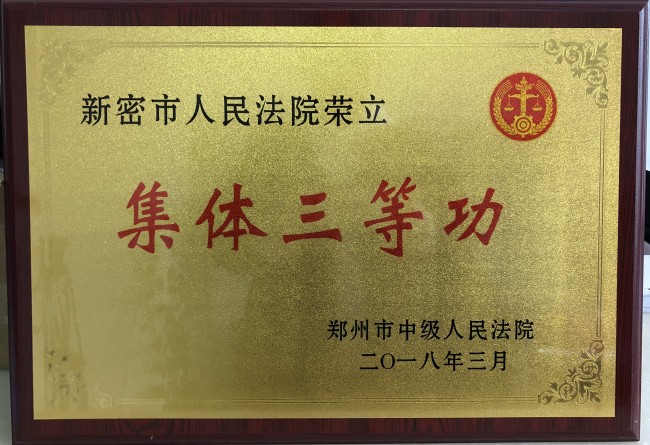 新密市人民法院荣立
集体三等功
郑州市中级人民法院
二〇一八年三月